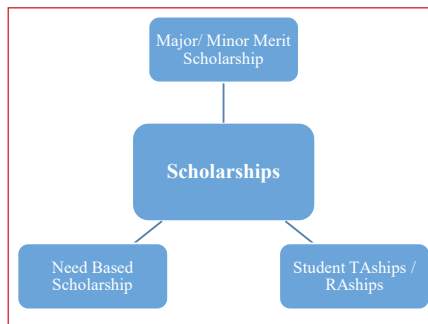 Major/ Minor Merit
Scholarship
Scholarships
Need Based
Scholarship
Student TAships /
RAships